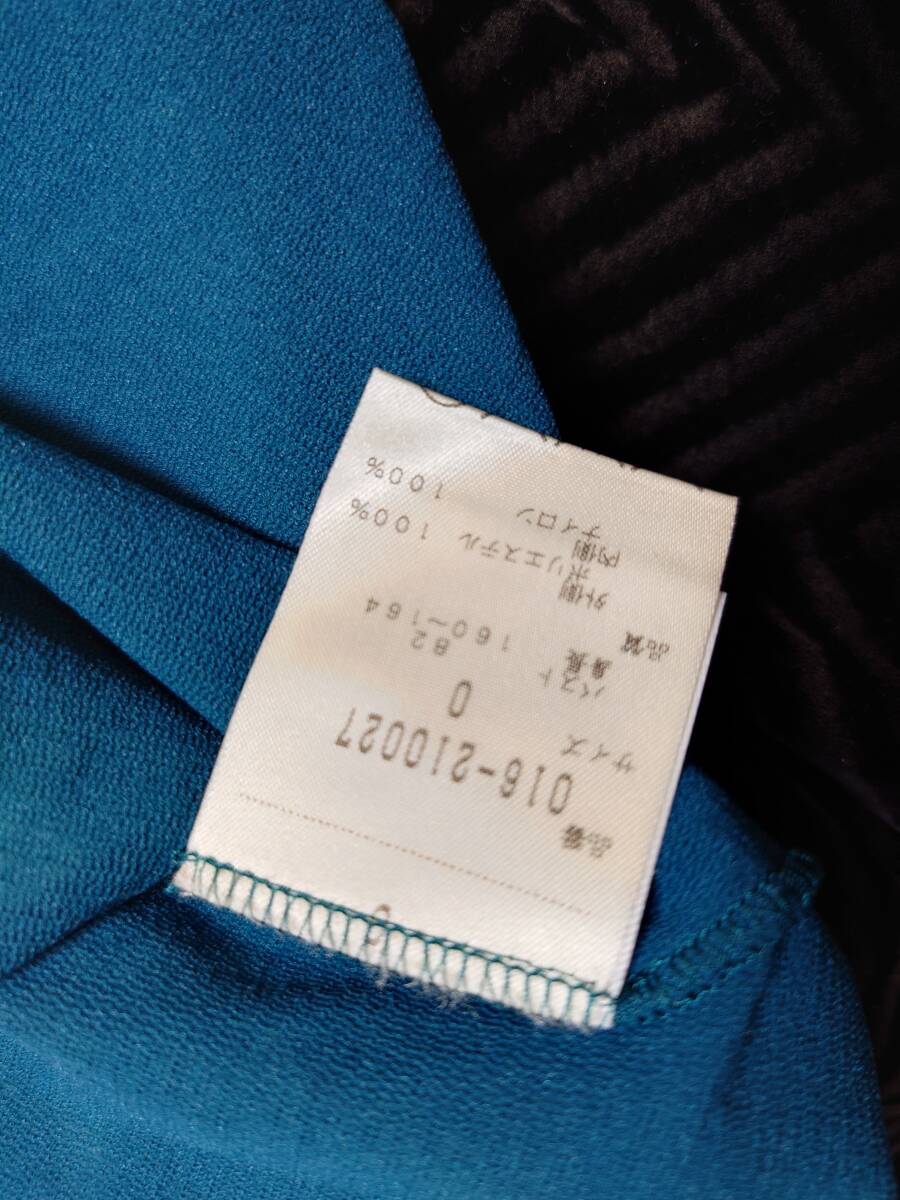 品番
016-210027
サイズ 0
バスト 82
身長 160~164
品質
外側
ポリエステル 100%
内側
ナイロン 100%